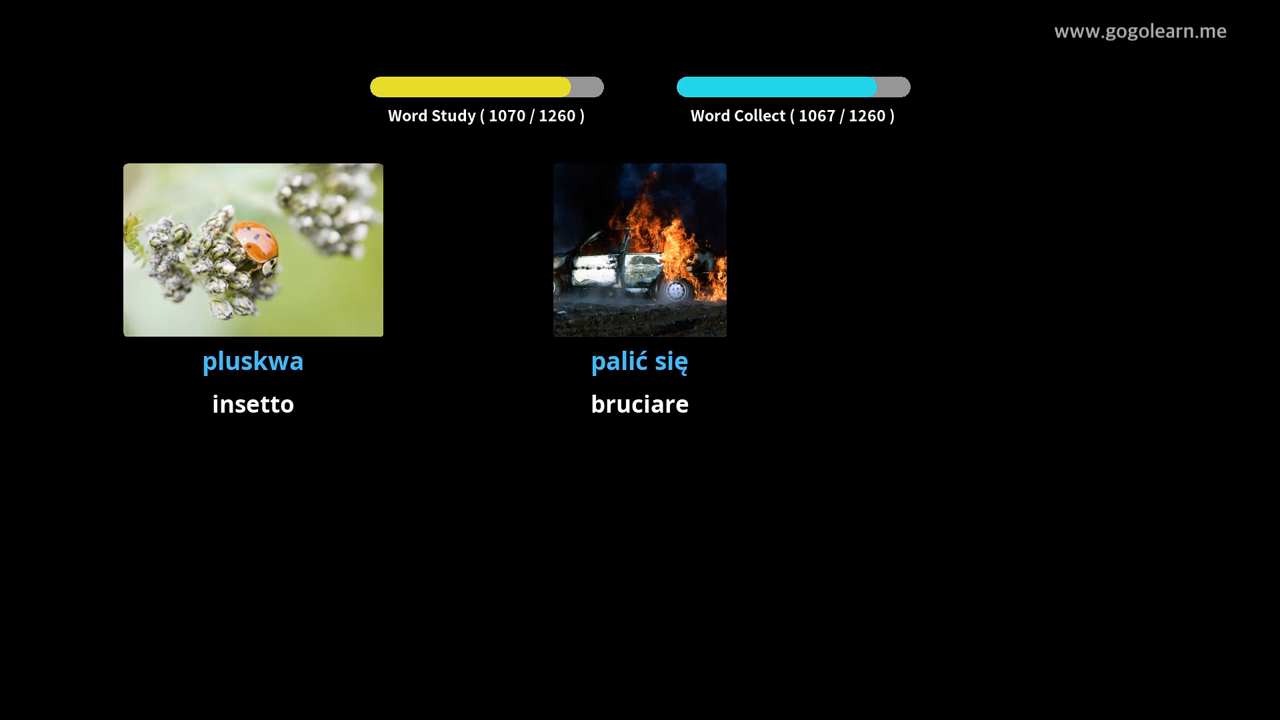 www.gogolearn.me
Word Study ( 1070 / 1260 )
Word Collect ( 1067 / 1260 )
pluskwa
palić się
insetto
bruciare